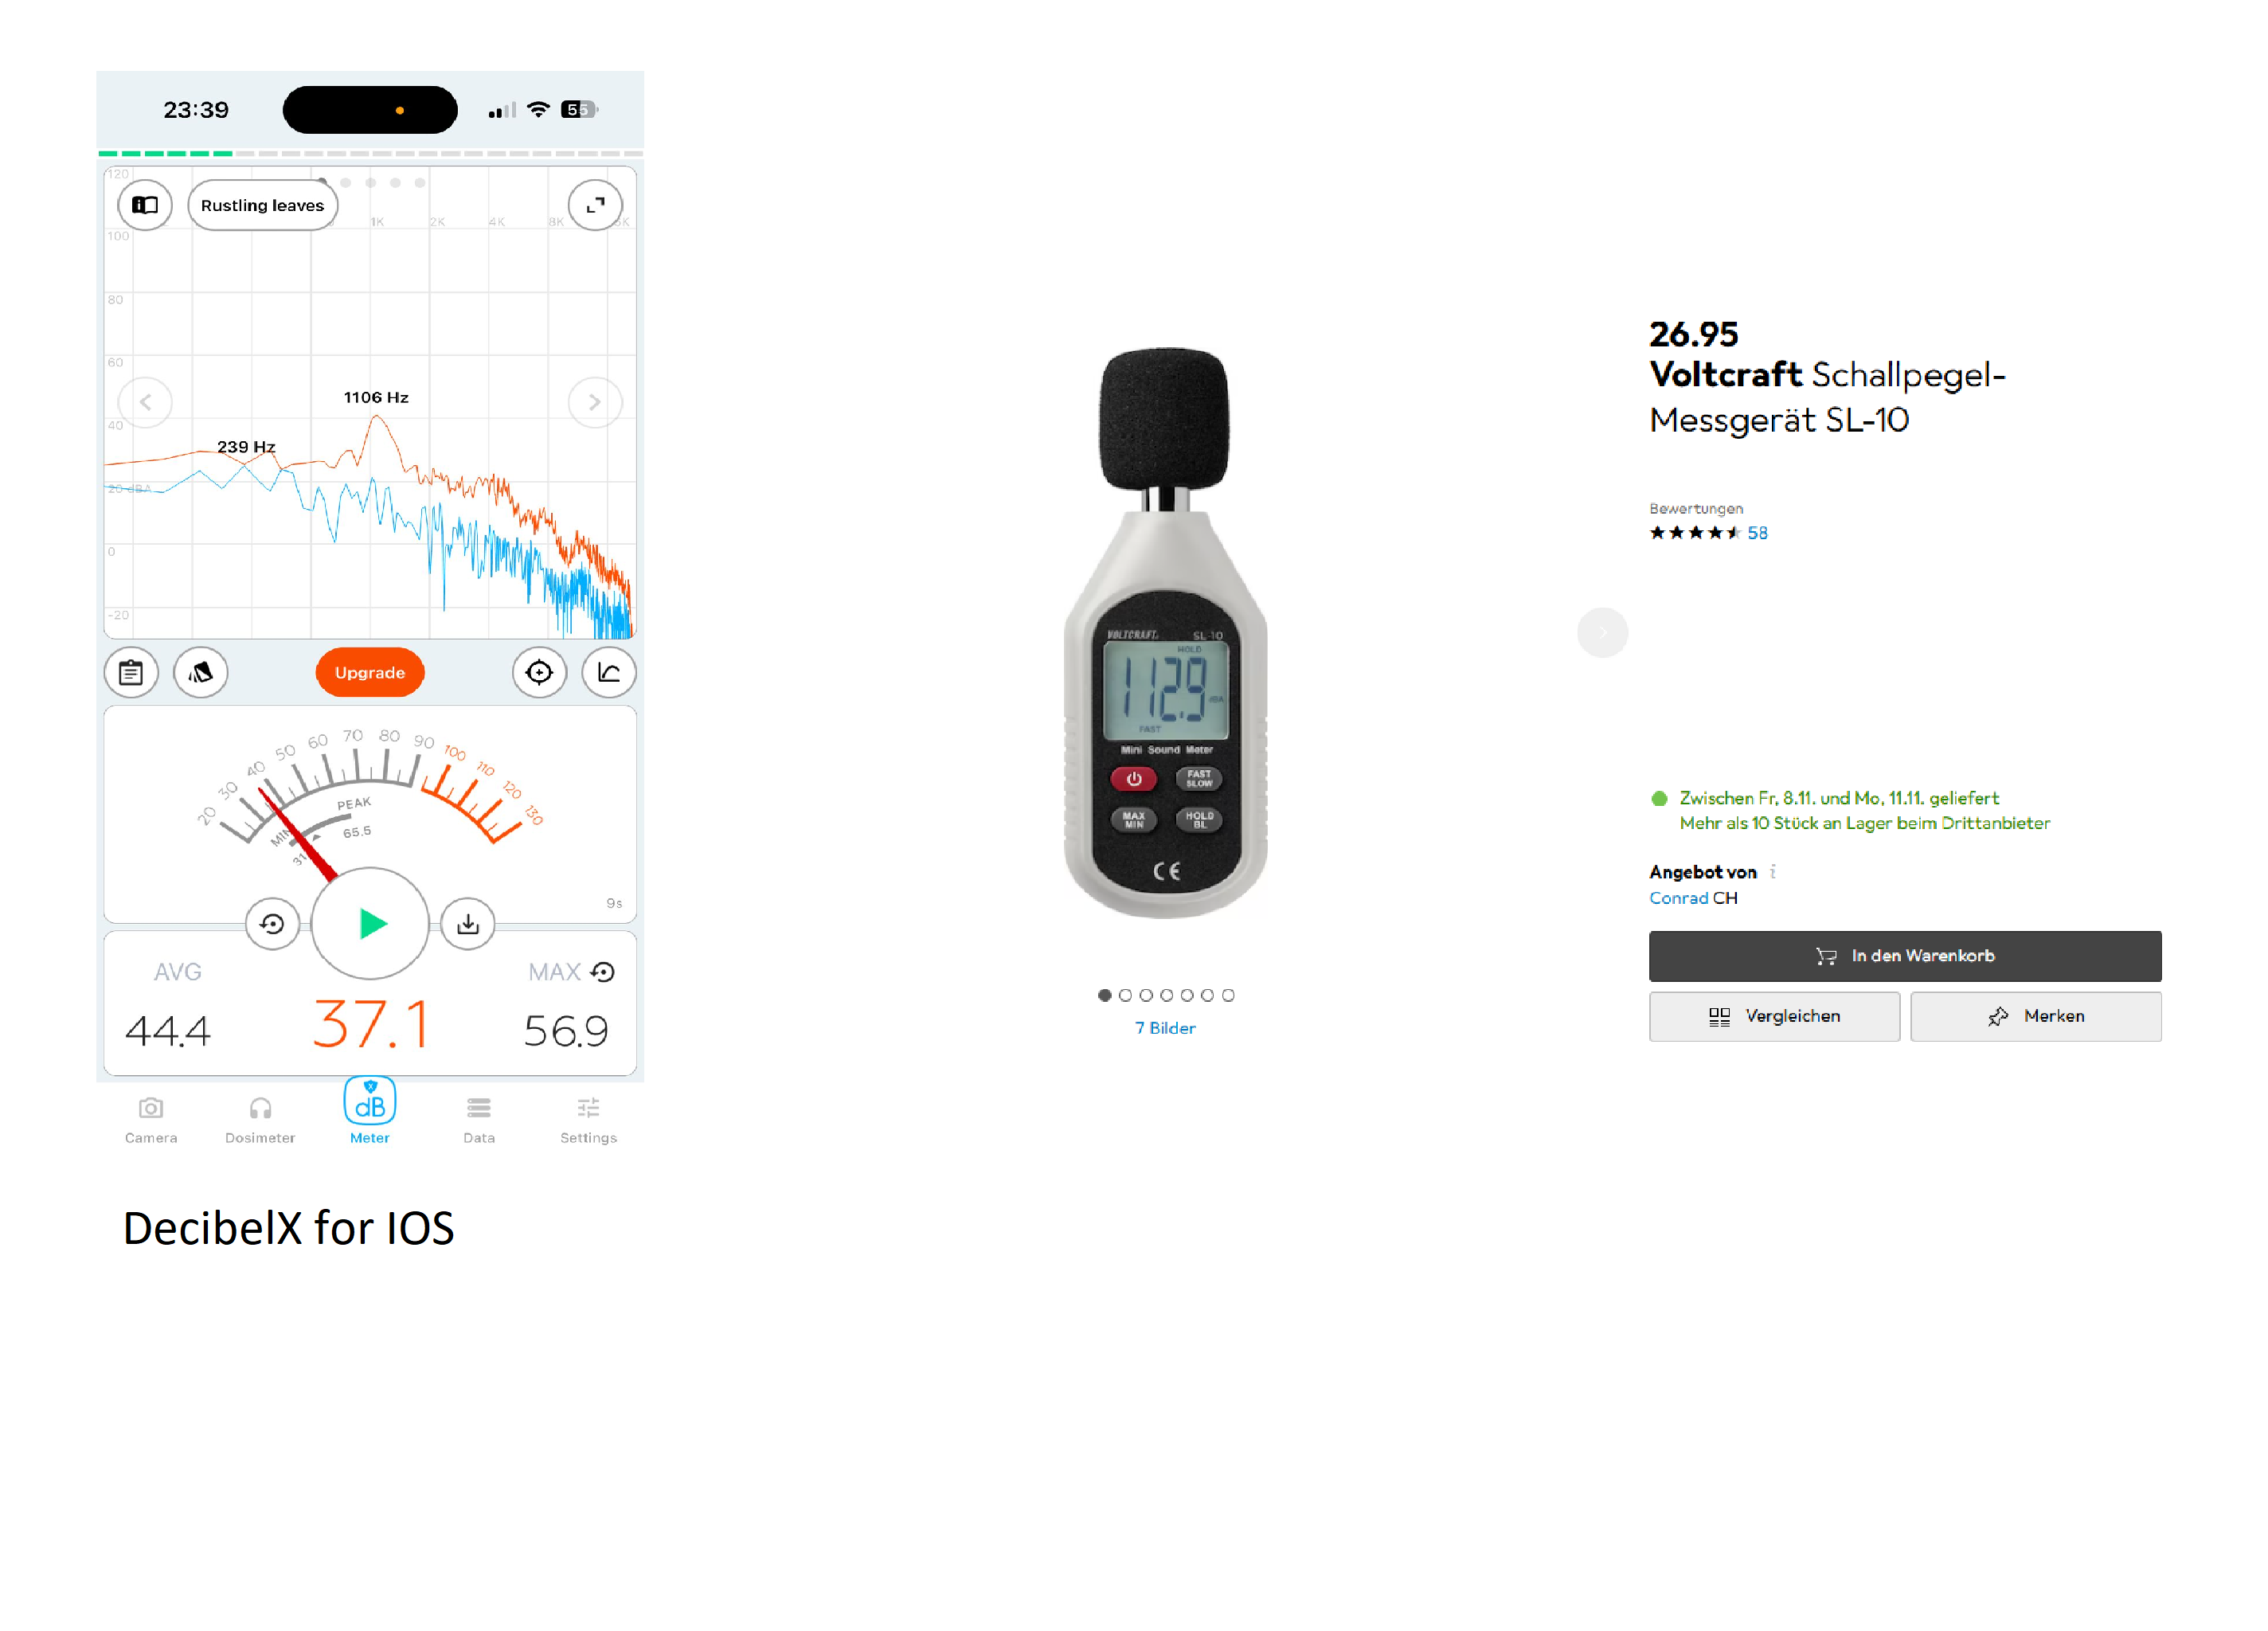 23:39
55
120
Rustling leaves
1K
2K
4K
8K
100
80
60
1106 Hz
40
239 Hz
20 dBA
0
-20
Upgrade
20
30
40
50
60
70
80
90
100
110
120
130
PEAK
65.5
MIN
9s
AVG
MAX
44.4
37.1
56.9
dB
Camera
Dosimeter
Meter
Data
Settings
DecibelX for IOS
VOLTCRAFT
SL-10
HOLD
112.9
dBA
FAST
Mini Sound Meter
FAST
SLOW
MAX
MIN
HOLD
BL
CE
7 Bilder
26.95
Voltcraft Schallpegel-
Messgerät SL-10
Bewertungen
58
Zwischen Fr, 8.11. und Mo, 11.11. geliefert
Mehr als 10 Stück an Lager beim Drittanbieter
Angebot von i
Conrad CH
In den Warenkorb
Vergleichen
Merken